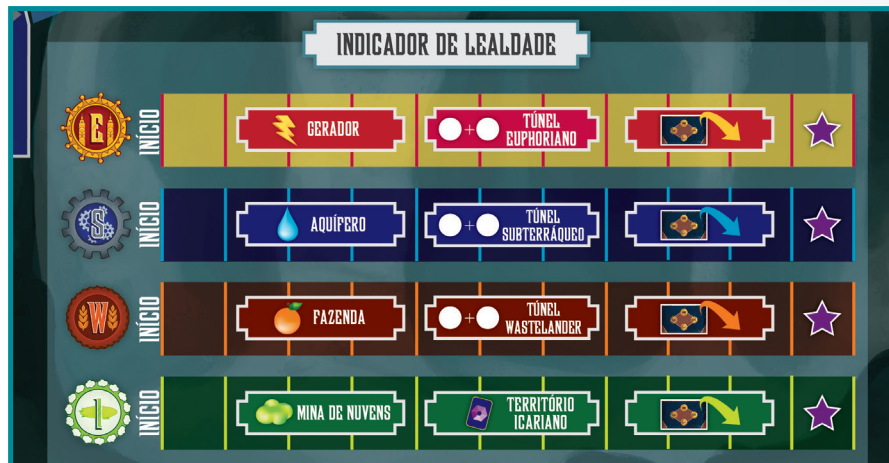 INDICADOR DE LEALDADE
E
INÍCIO
GERADOR
+
TÚNEL
EUPHORIANO
S
INÍCIO
AQUÍFERO
+
TÚNEL
SUBTERRÁQUEO
W
INÍCIO
FAZENDA
+
TÚNEL
WASTELANDER
I
INÍCIO
MINA DE NUVENS
TERRITÓRIO
ICARIANO